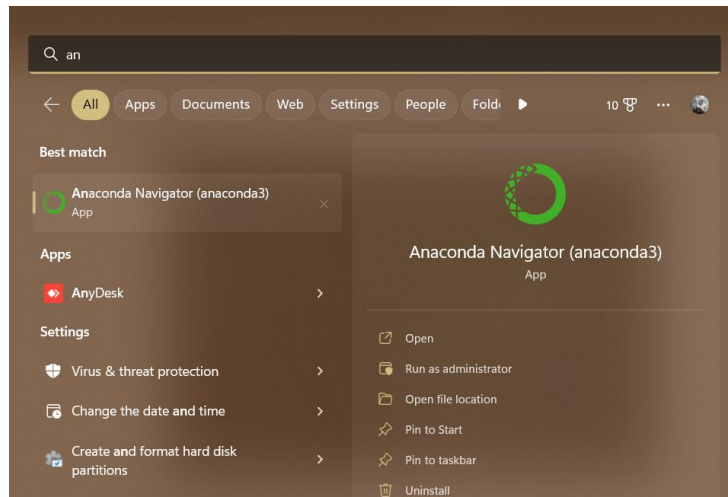 an
All Apps Documents Web Settings People Fold 10
Best match
Anaconda Navigator (anaconda3)
App
Apps
AnyDesk
Settings
Virus & threat protection
Change the date and time
Create and format hard disk
partitions
Anaconda Navigator (anaconda3)
App
Open
Run as administrator
Open file location
Pin to Start
Pin to taskbar
Uninstall